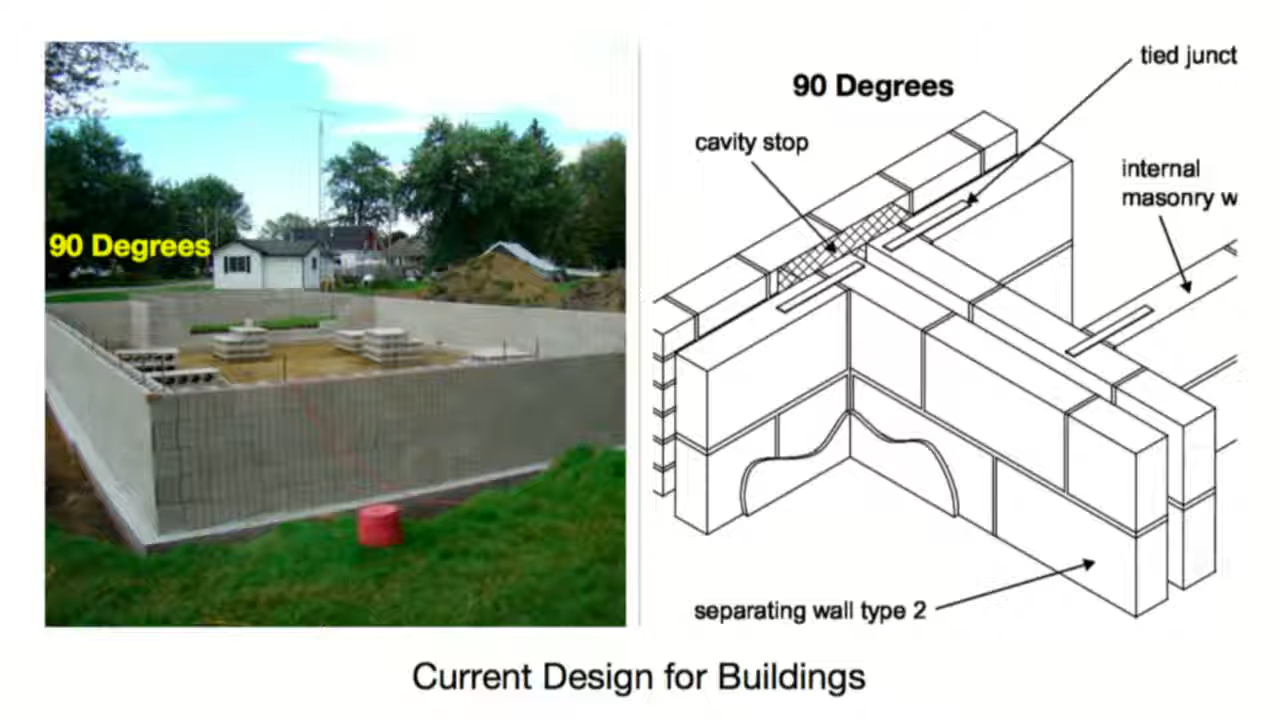 90 Degrees
90 Degrees
tied junct
cavity stop
internal
masonry w
separating wall type 2
Current Design for Buildings